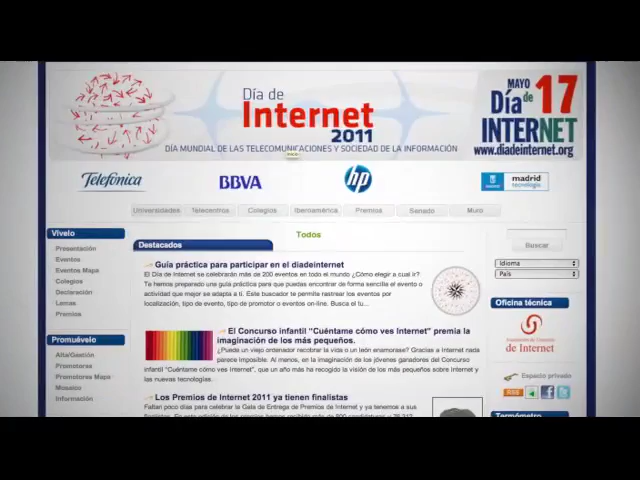 Día de
Internet
2011
DÍA MUNDIAL DE LAS TELECOMUNICACIONES Y SOCIEDAD DE LA INFORMACIÓN
MAYO
17
Día de
INTERNET
www.diadeinternet.org
Telefónica
BBVA
hp
madrid
tecnología
Universidades
Telecentros
Colegios
Iberoamérica
Premios
Senado
Muro
Vívelo
Presentación
Eventos
Eventos Mapa
Colegios
Declaración
Lemas
Premios
Promuévelo
Alta/Gestión
Promotores
Promotores Mapa
Mosaico
Información
Todos
Destacados
Guía práctica para participar en el diadeinternet
El Día de Internet se celebrarán más de 200 eventos en todo el mundo ¿Cómo elegir a cual ir?
Te hemos preparado una guía práctica para que puedas encontrar de forma sencilla el evento o
actividad que mejor se adapta a ti. Este buscador te permite rastrear los eventos por
localización, tipo de evento, tipo de promotor o eventos on-line. Busca el tu...
El Concurso infantil "Cuéntame cómo ves Internet" premia la
imaginación de los más pequeños.
¿Puede un viejo ordenador recobrar la vida o un león enamorase? Gracias a Internet nada
parece imposible. Al menos, en la imaginación de los jóvenes ganadores del Concurso
infantil "Cuéntame cómo ves Internet", que un año más ha recogido la visión de los más pequeños sobre Internet y
las nuevas tecnologías.
Los Premios de Internet 2011 ya tienen finalistas
Faltan poco días para celebrar la Gala de Entrega de Premios de Internet y ya tenemos a sus
Buscar
Idioma
País
Oficina técnica
de Internet
Espacio privado
RSS
Termómetro